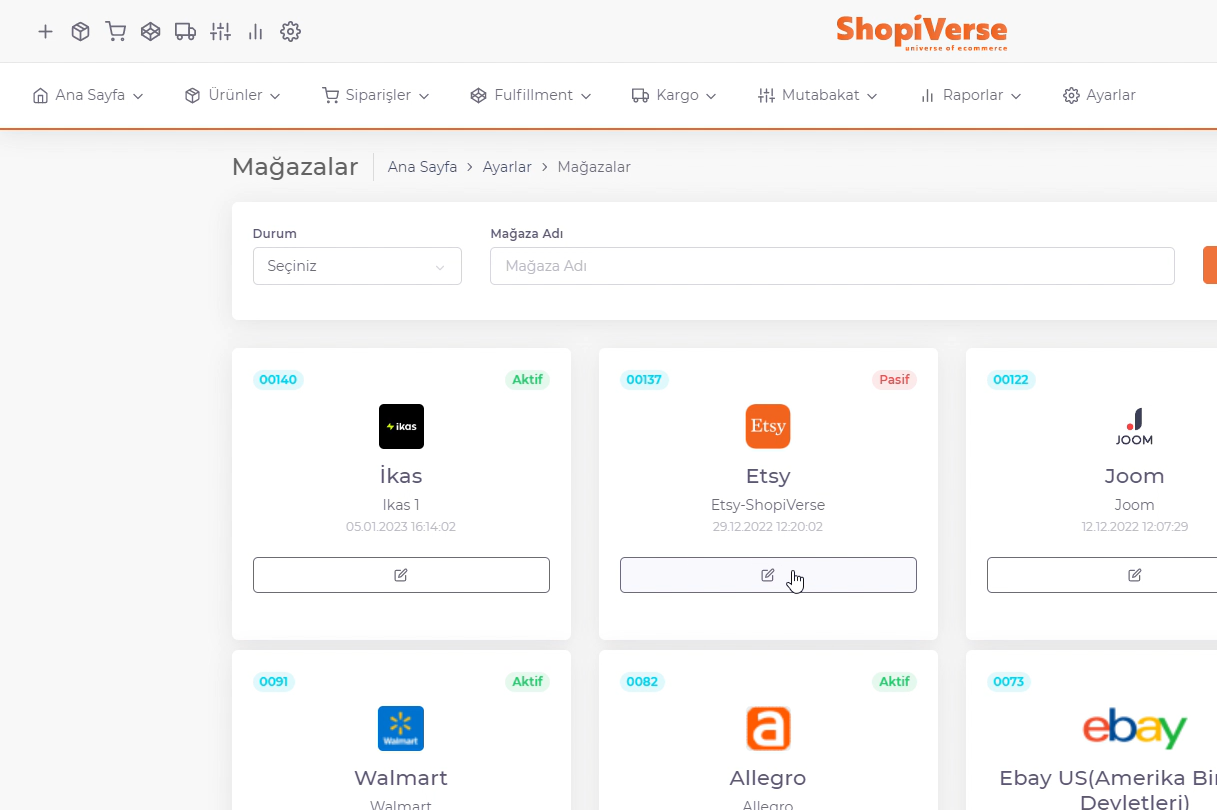 ShopiVerse
universe of ecommerce
Ana Sayfa Ürünler Siparişler Fulfillment Kargo Mutabakat Raporlar Ayarlar
Mağazalar Ana Sayfa > Ayarlar > Mağazalar
Durum Mağaza Adı
Seçiniz Mağaza Adı
00140 Aktif
ikas
İkas
Ikas 1
05.01.2023 16:14:02
00137 Pasif
Etsy
Etsy
Etsy-ShopiVerse
29.12.2022 12:20:02
00122
JOOM
Joom
Joom
12.12.2022 12:07:29
0091 Aktif
Walmart
Walmart
Walmart
0082 Aktif
a
Allegro
Allegro
0073
ebay
Ebay US(Amerika Bi
Devletleri)